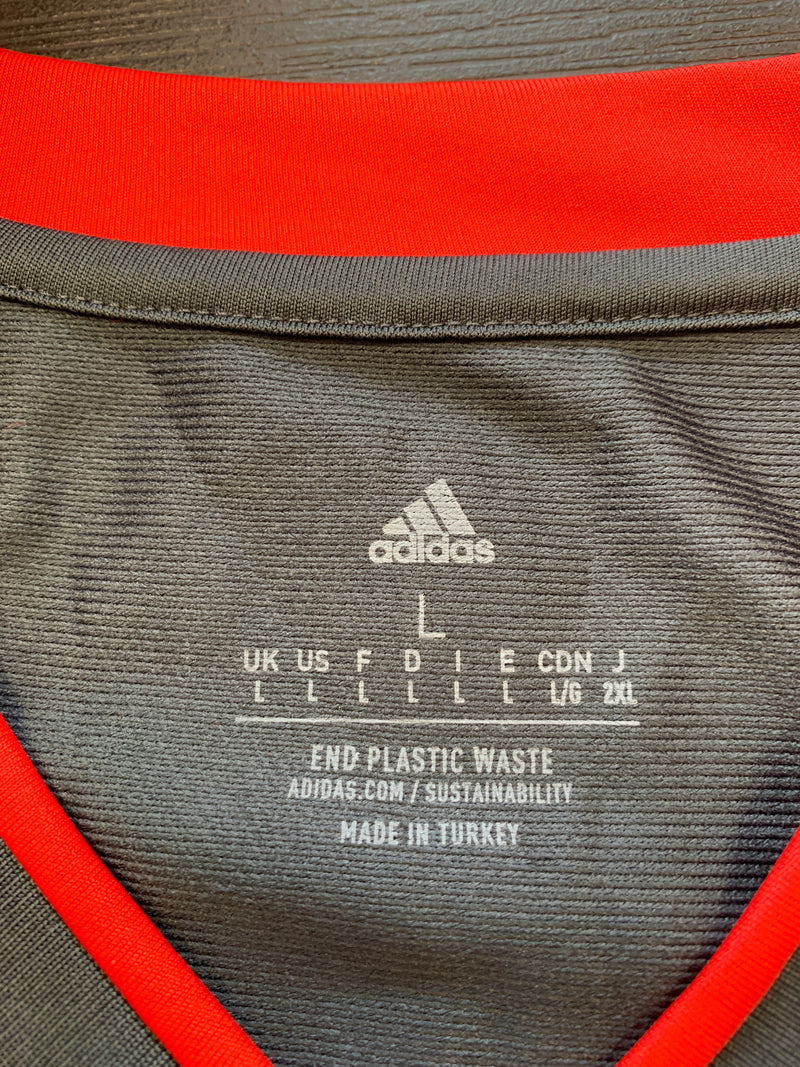 adidas
L
UK US F D I E CDN J
L L L L L L L/G 2XL
END PLASTIC WASTE
ADIDAS.COM / SUSTAINABILITY
MADE IN TURKEY